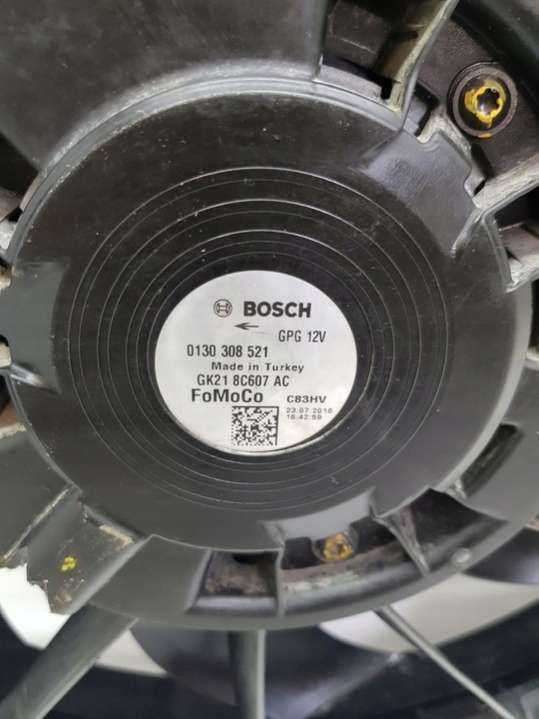 BOSCH
GPG 12V
0130 308 521
Made in Turkey
GK21 8C607 AC
FoMoCo
C83HV
23.07.2016
16:42:59